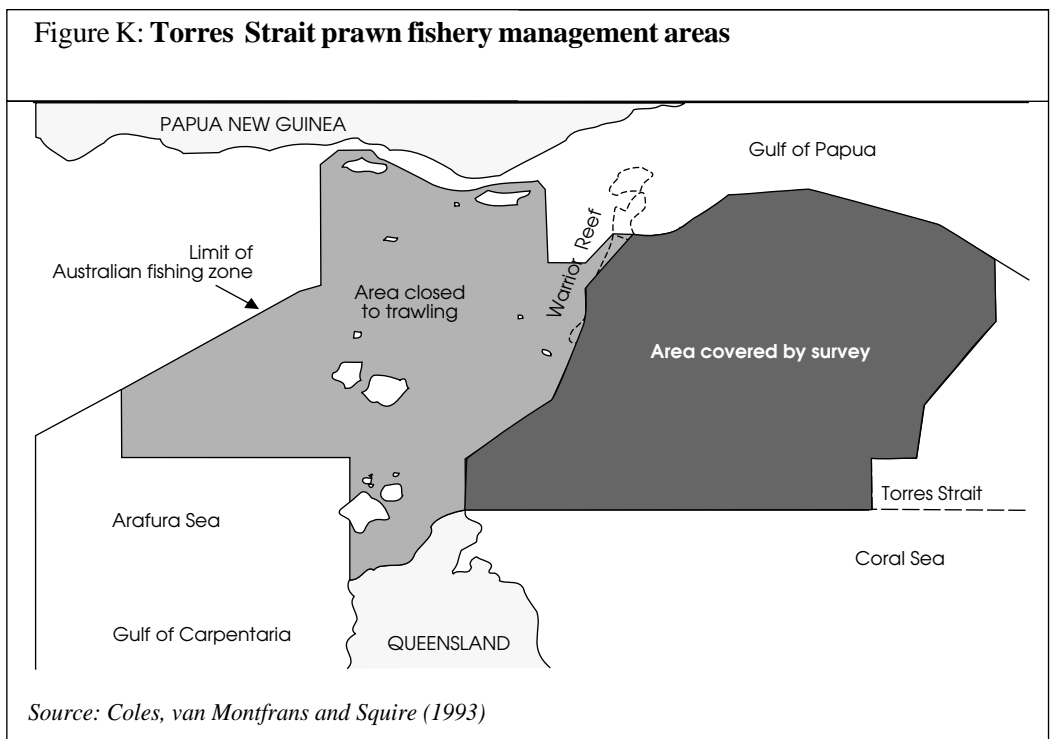 Figure K: Torres Strait prawn fishery management areas
PAPUA NEW GUINEA
Gulf of Papua
Warrior Reef
Limit of
Australian fishing zone
Area closed
to trawling
Area covered by survey
Torres Strait
Arafura Sea
Coral Sea
Gulf of Carpentaria
QUEENSLAND
Source: Coles, van Montfrans and Squire (1993)